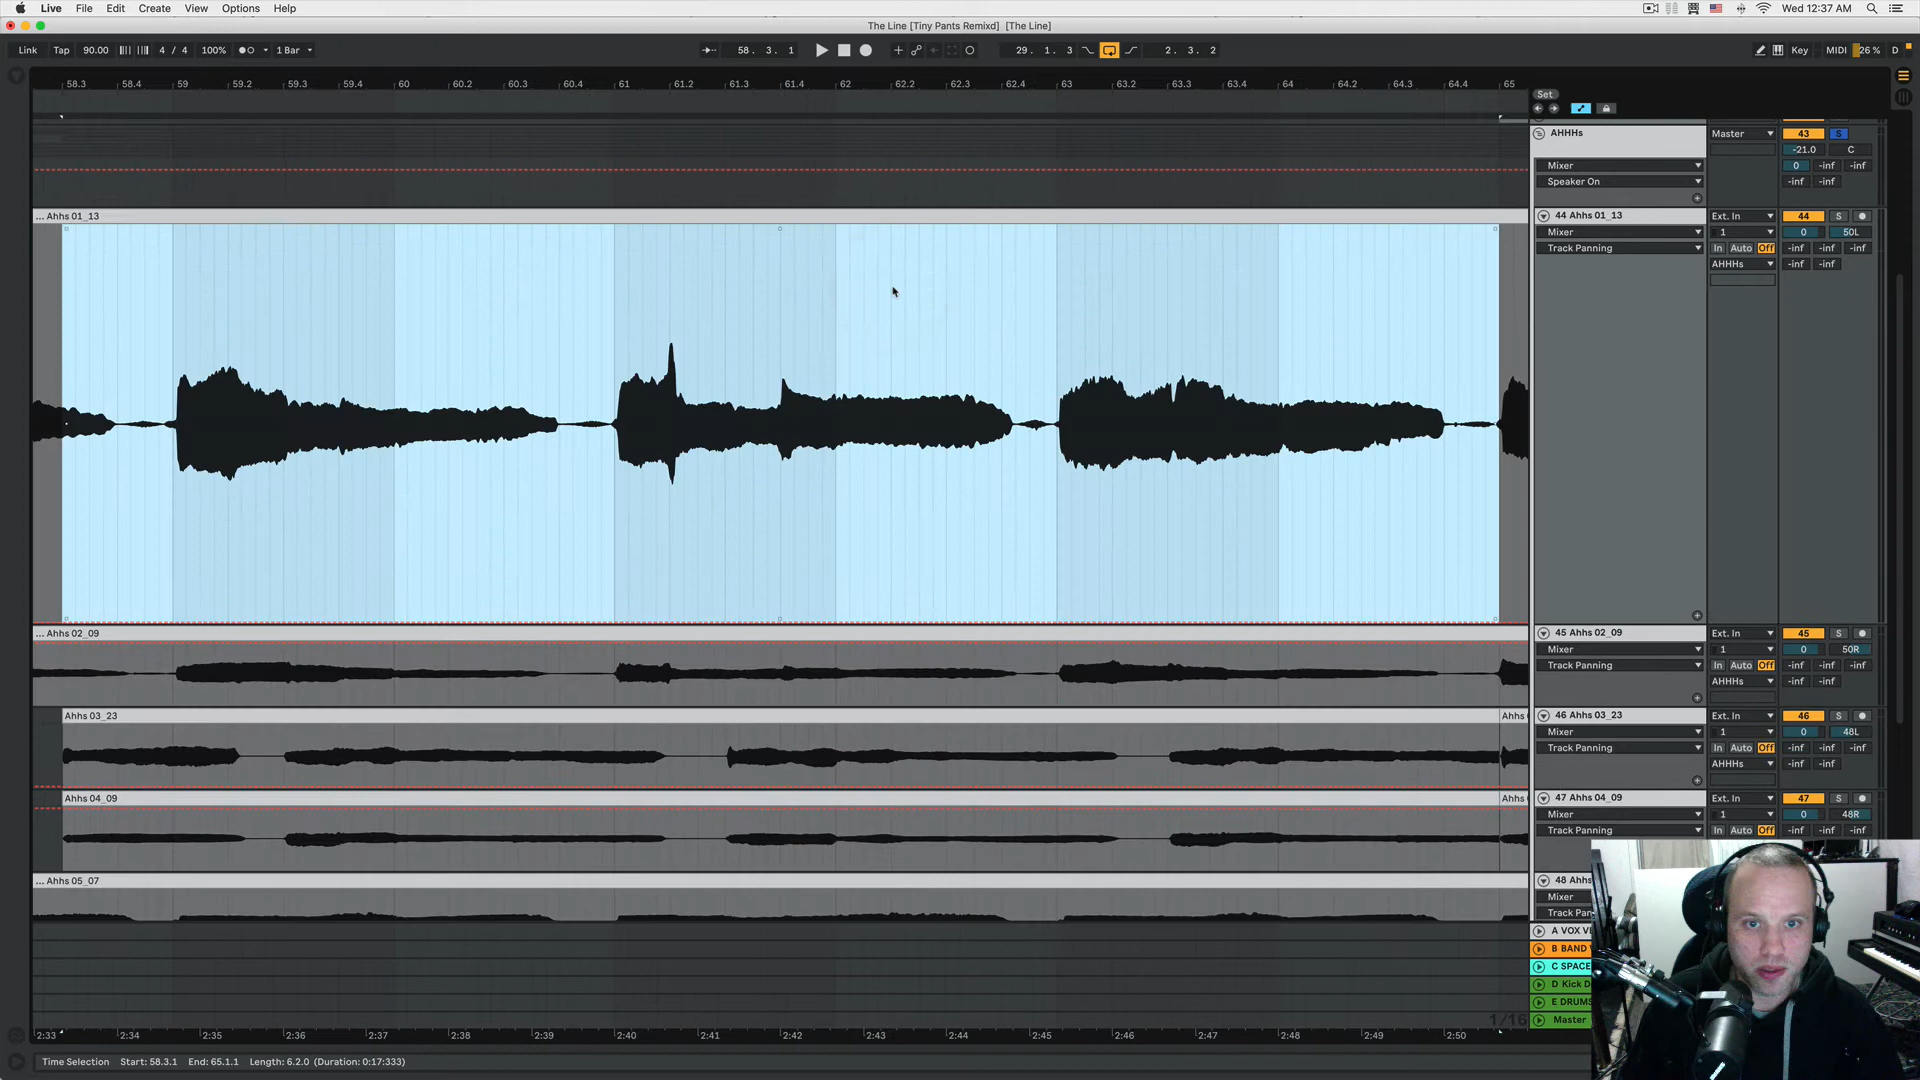 Live File Edit Create View Options Help Wed 12:37 AM
The Line [Tiny Pants Remixd] [The Line]
Link Tap 90.00 4 / 4 100% 1 Bar 58. 3. 1 29. 1. 3 2. 3. 2 Key MIDI 26 % D
58.3 58.4 59 59.2 59.3 59.4 60 60.2 60.3 60.4 61 61.2 61.3 61.4 62 62.2 62.3 62.4 63 63.2 63.3 63.4 64 64.2 64.3 64.4 65
Set
AHHHs Master 43 S
-21.0 C
Mixer 0 -inf -inf
Speaker On -inf -inf
... Ahhs 01_13 44 Ahhs 01_13 Ext. In 44 S
Mixer 1 0 50L
Track Panning In Auto Off -inf -inf -inf
AHHHs -inf -inf
... Ahhs 02_09 45 Ahhs 02_09 Ext. In 45 S
Mixer 1 0 50R
Track Panning In Auto Off -inf -inf -inf
AHHHs -inf -inf
Ahhs 03_23 Ahhs 46 Ahhs 03_23 Ext. In 46 S
Mixer 1 0 48L
Track Panning In Auto Off -inf -inf -inf
AHHHs -inf -inf
Ahhs 04_09 Ahhs 47 Ahhs 04_09 Ext. In 47 S
Mixer 1 0 48R
Track Panning In Auto Off -inf -inf -inf
... Ahhs 05_07 48 Ahhs
Mixer
Track Pan
A VOX VE
B BAND
C SPACE
D Kick D
E DRUMS
1/16 Master
2:33 2:34 2:35 2:36 2:37 2:38 2:39 2:40 2:41 2:42 2:43 2:44 2:45 2:46 2:47 2:48 2:49 2:50
Time Selection Start: 58.3.1 End: 65.1.1 Length: 6.2.0 (Duration: 0:17:333)